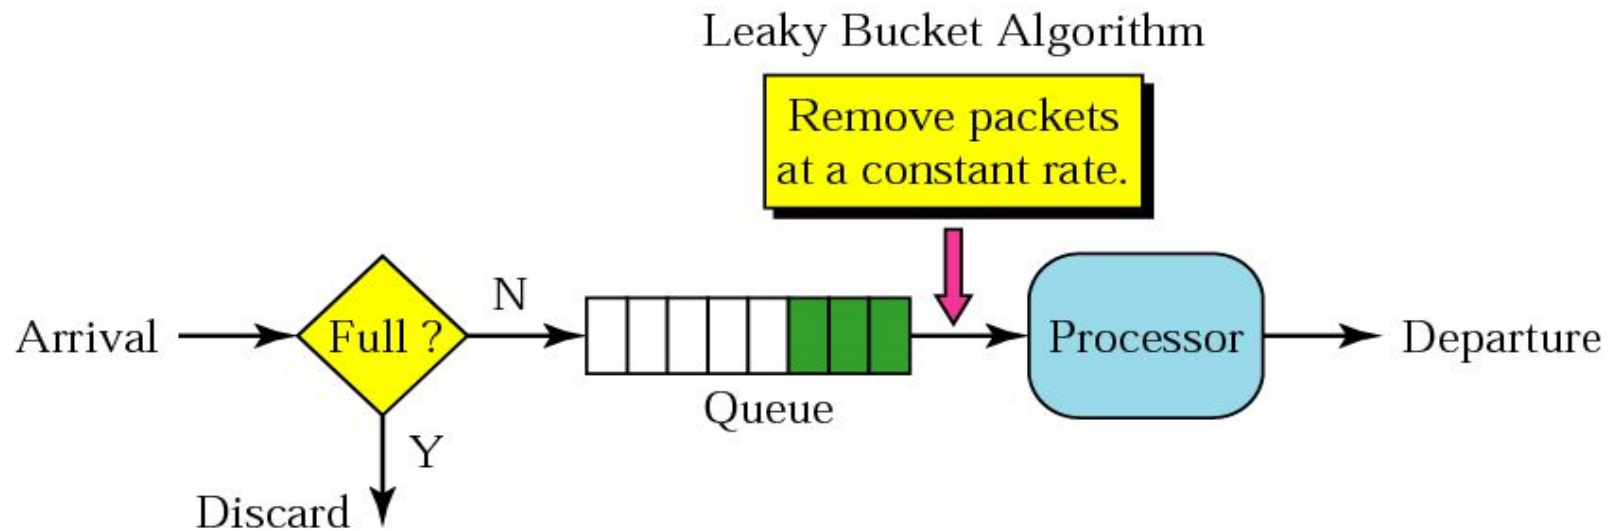 Leaky Bucket Algorithm
Remove packets
at a constant rate.
Arrival
Full ?
N
Queue
Processor
Departure
Y
Discard